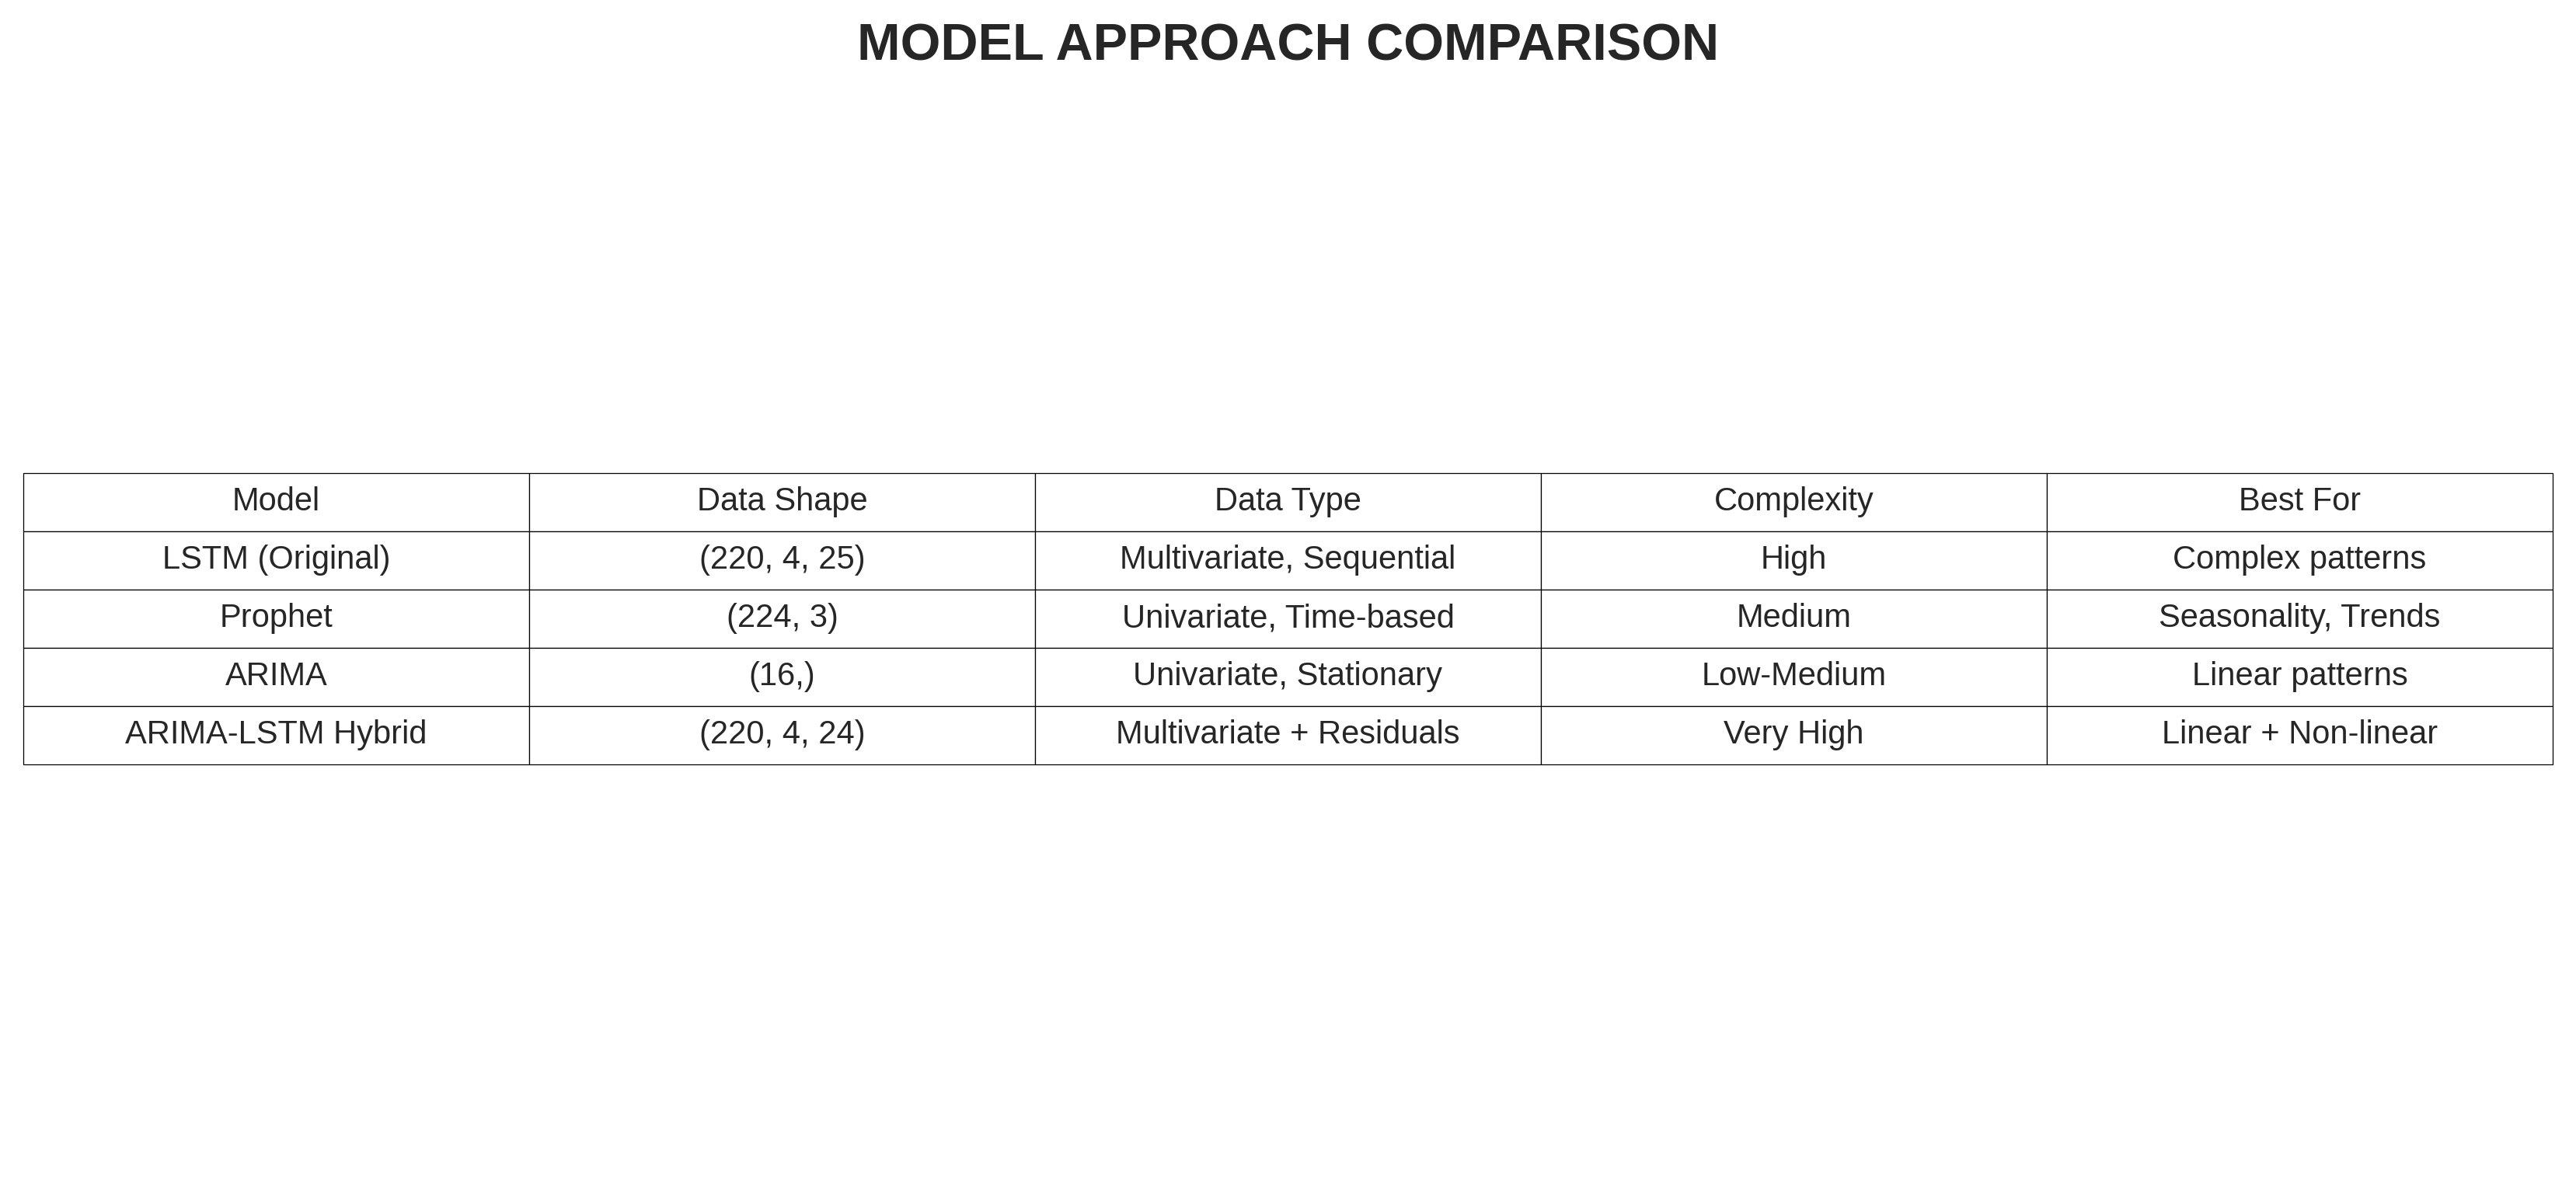 MODEL APPROACH COMPARISON
Model Data Shape Data Type Complexity Best For
LSTM (Original) (220, 4, 25) Multivariate, Sequential High Complex patterns
Prophet (224, 3) Univariate, Time-based Medium Seasonality, Trends
ARIMA (16,) Univariate, Stationary Low-Medium Linear patterns
ARIMA-LSTM Hybrid (220, 4, 24) Multivariate + Residuals Very High Linear + Non-linear